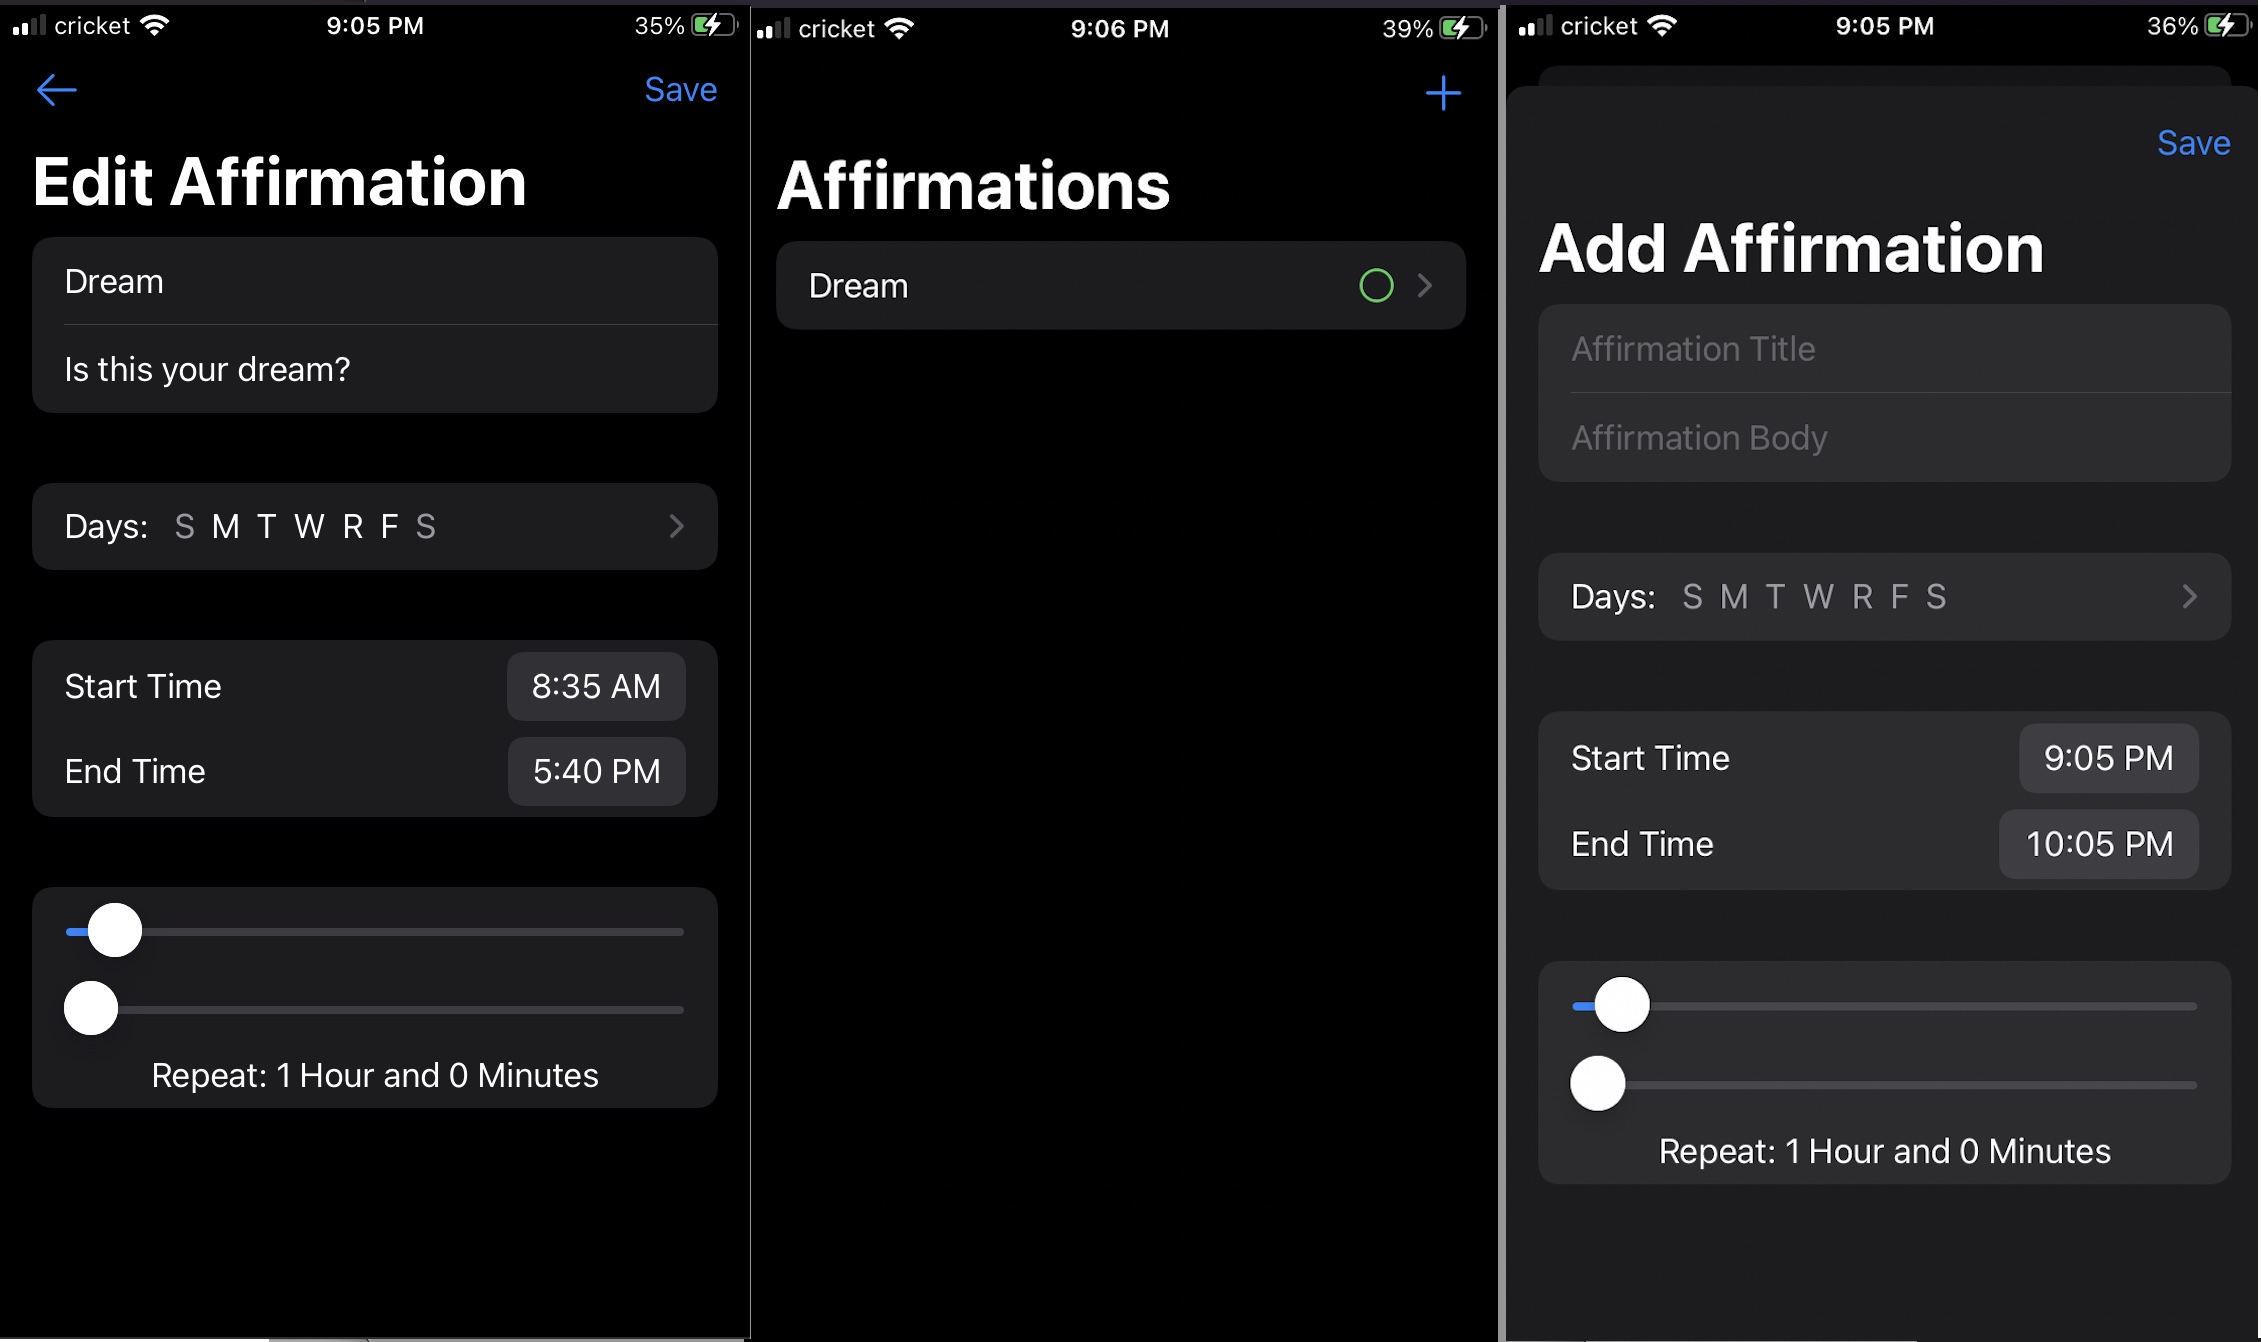 cricket 9:05 PM 35%
Save
Edit Affirmation
Dream
Is this your dream?
Days: S M T W R F S
Start Time 8:35 AM
End Time 5:40 PM
Repeat: 1 Hour and 0 Minutes
cricket 9:06 PM 39%
Affirmations
Dream
cricket 9:05 PM 36%
Save
Add Affirmation
Affirmation Title
Affirmation Body
Days: S M T W R F S
Start Time 9:05 PM
End Time 10:05 PM
Repeat: 1 Hour and 0 Minutes